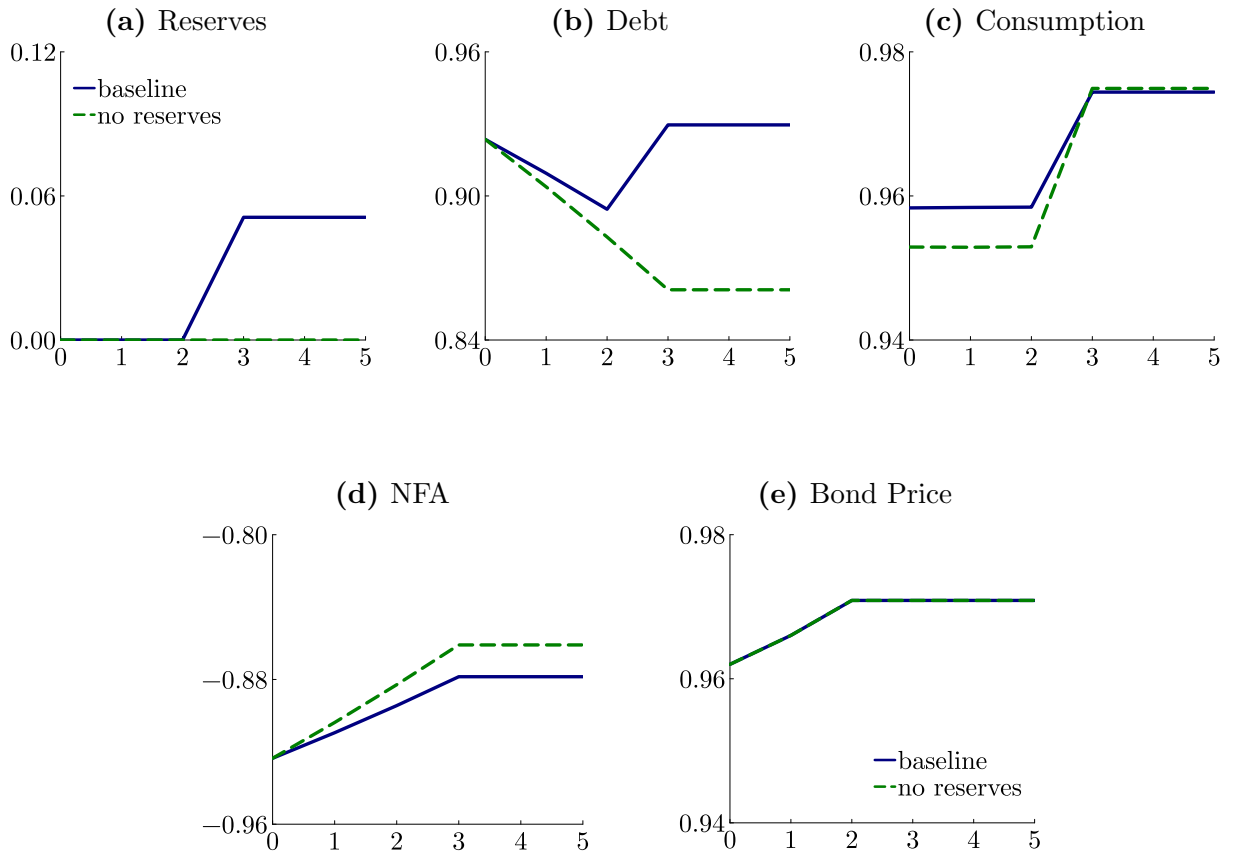 (a) Reserves
(b) Debt
(c) Consumption
0.12
0.06
0.00
baseline
no reserves
0 1 2 3 4 5
0.96
0.90
0.84
0 1 2 3 4 5
0.98
0.96
0.94
0 1 2 3 4 5
(d) NFA
(e) Bond Price
−0.80
−0.88
−0.96
0 1 2 3 4 5
0.98
0.96
0.94
baseline
no reserves
0 1 2 3 4 5